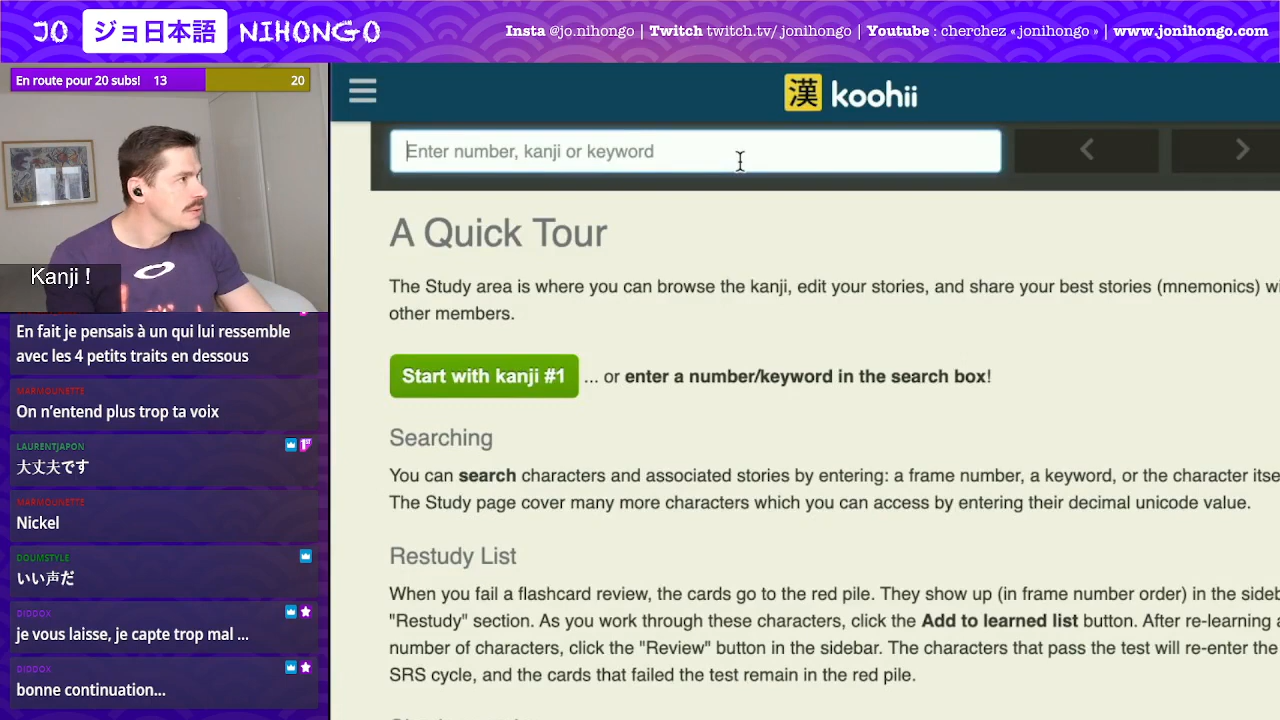 JO ジョ日本語 NIHONGO
Insta @jo.nihongo | Twitch twitch.tv/ jonihongo | Youtube : cherchez « jonihongo » | www.jonihongo.com
En route pour 20 subs! 13 20
漢 koohii
Enter number, kanji or keyword
A Quick Tour
The Study area is where you can browse the kanji, edit your stories, and share your best stories (mnemonics) wi
other members.
Start with kanji #1 ... or enter a number/keyword in the search box!
Searching
You can search characters and associated stories by entering: a frame number, a keyword, or the character itse
The Study page cover many more characters which you can access by entering their decimal unicode value.
Restudy List
When you fail a flashcard review, the cards go to the red pile. They show up (in frame number order) in the sideb
"Restudy" section. As you work through these characters, click the Add to learned list button. After re-learning a
number of characters, click the "Review" button in the sidebar. The characters that pass the test will re-enter the
SRS cycle, and the cards that failed the test remain in the red pile.
Kanji !
En fait je pensais à un qui lui ressemble
avec les 4 petits traits en dessous
MARMOUNETTE
On n'entend plus trop ta voix
LAURENTJAPON
大丈夫です
MARMOUNETTE
Nickel
DOUMSTYLE
いい声だ
DIDDOX
je vous laisse, je capte trop mal ...
DIDDOX
bonne continuation...